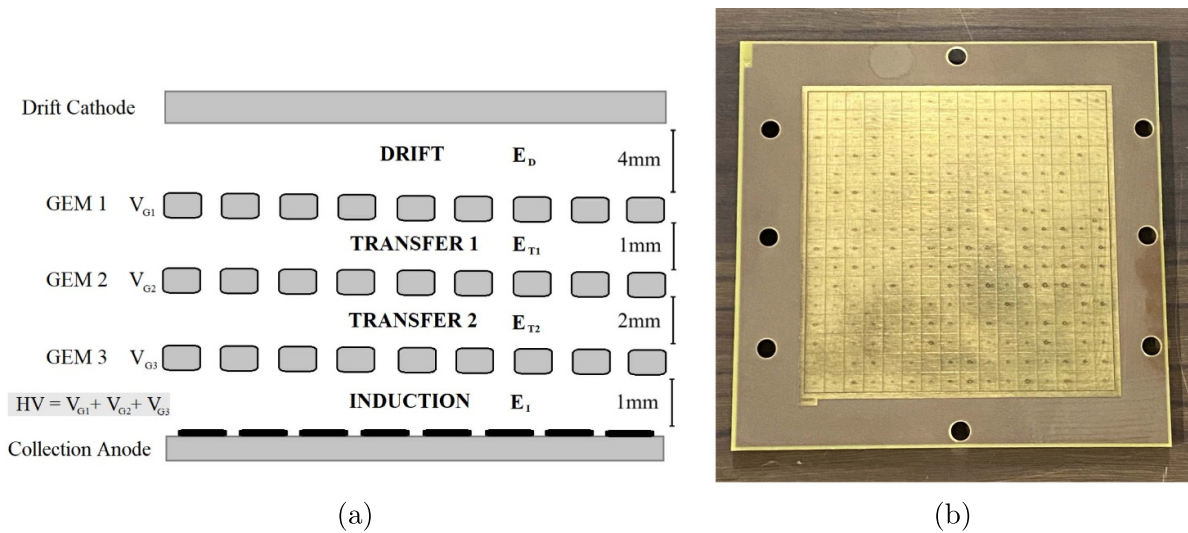 Drift Cathode
DRIFT E_D 4mm
GEM 1 V_G1
TRANSFER 1 E_T1 1mm
GEM 2 V_G2
TRANSFER 2 E_T2 2mm
GEM 3 V_G3
HV = V_G1 + V_G2 + V_G3
INDUCTION E_I 1mm
Collection Anode
(a) (b)